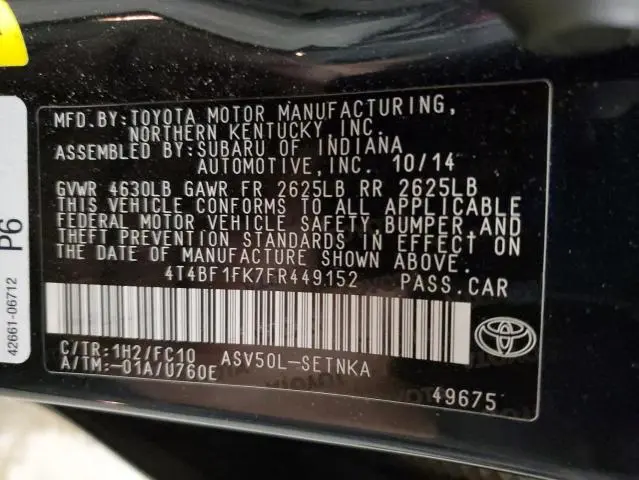 MFD.BY:TOYOTA MOTOR MANUFACTURING,
NORTHERN KENTUCKY,INC.
ASSEMBLED BY:SUBARU OF INDIANA
AUTOMOTIVE,INC. 10/14
GVWR 4630LB GAWR FR 2625LB RR 2625LB
THIS VEHICLE CONFORMS TO ALL APPLICABLE
FEDERAL MOTOR VEHICLE SAFETY,BUMPER,AND
THEFT PREVENTION STANDARDS IN EFFECT ON
THE DATE OF MANUFACTURE SHOWN ABOVE.
4T4BF1FK7FR449152 PASS.CAR
C/TR:1H2/FC10 ASV50L-SETNKA
A/TM:-01A/U760E
49675
P6
42661-06712